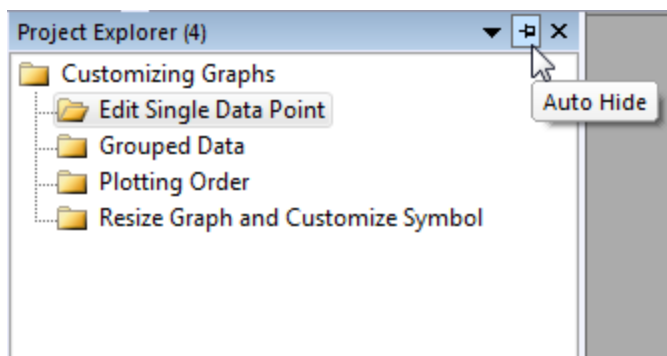 Project Explorer (4)
Auto Hide
Customizing Graphs
Edit Single Data Point
Grouped Data
Plotting Order
Resize Graph and Customize Symbol